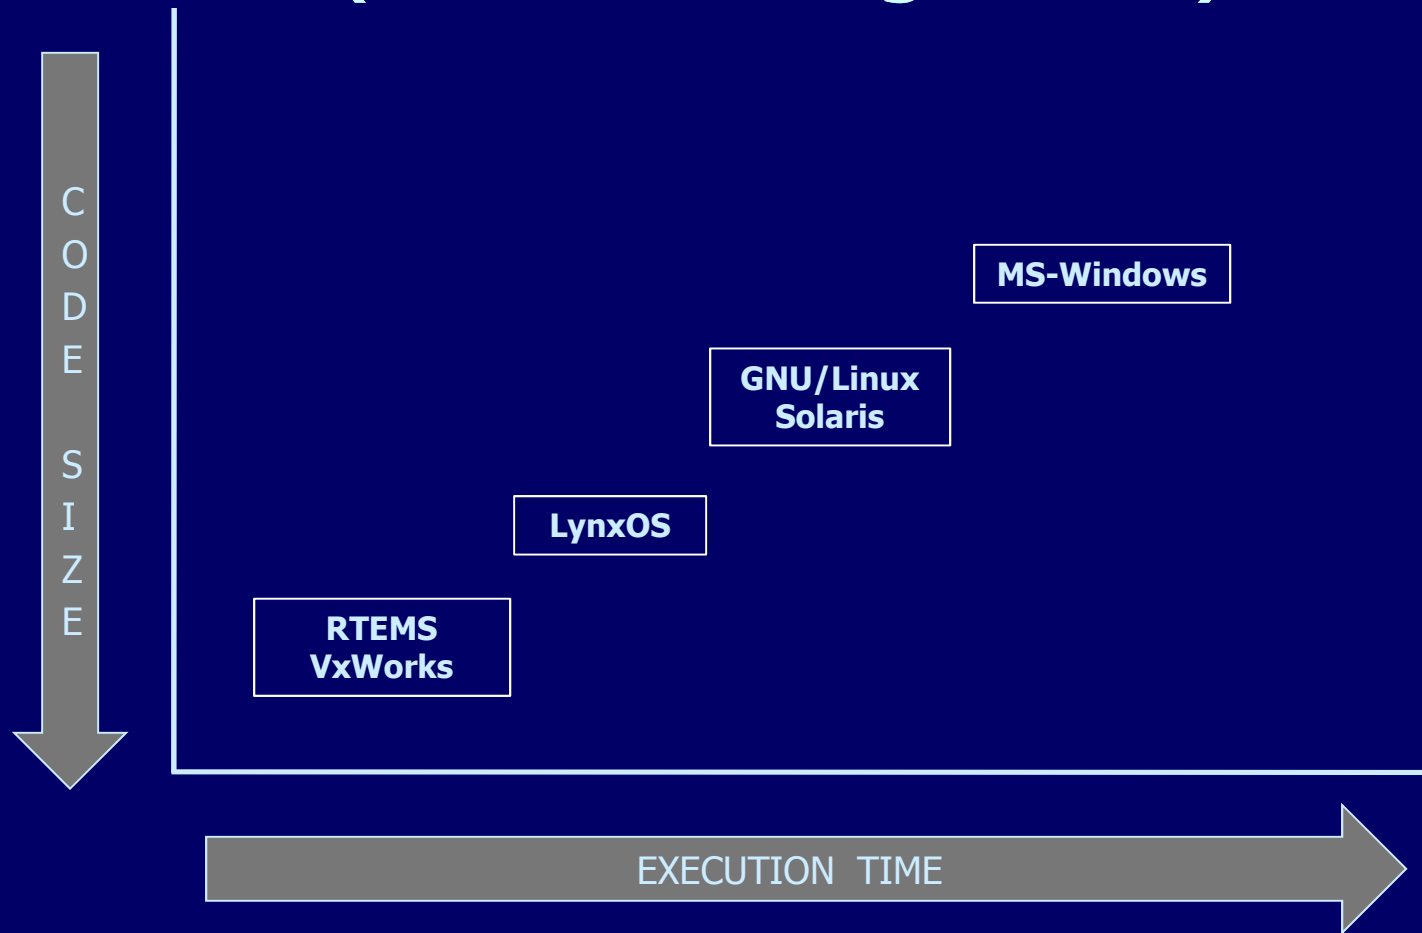 CODE SIZE
MS-Windows
GNU/Linux
Solaris
LynxOS
RTEMS
VxWorks
EXECUTION TIME